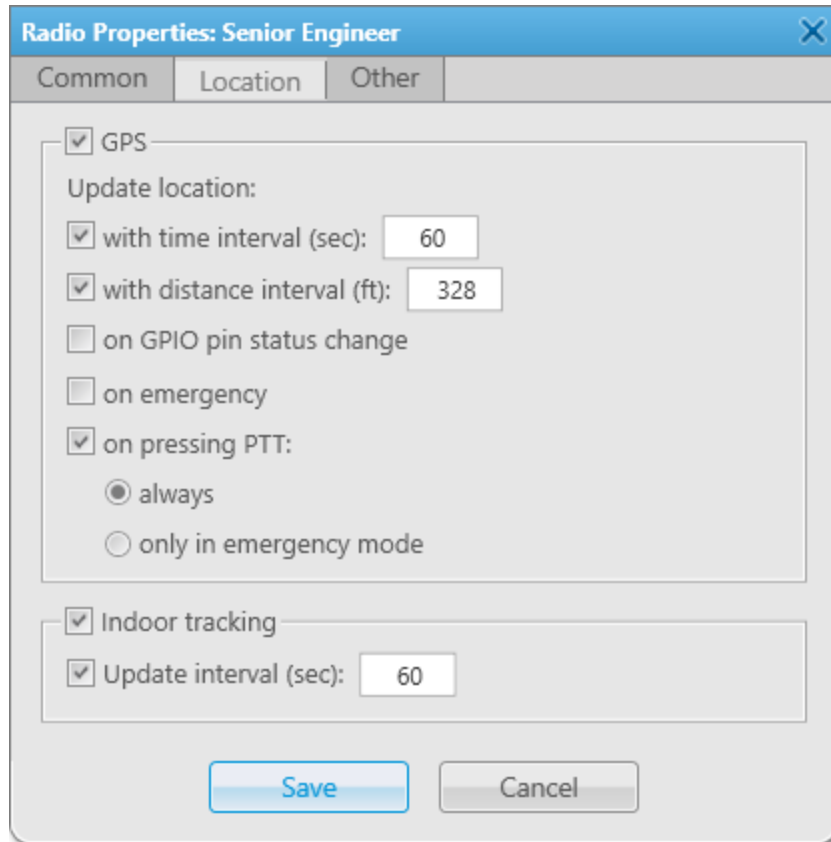 Radio Properties: Senior Engineer
Common Location Other
GPS
Update location:
with time interval (sec): 60
with distance interval (ft): 328
on GPIO pin status change
on emergency
on pressing PTT:
always
only in emergency mode
Indoor tracking
Update interval (sec): 60
Save Cancel